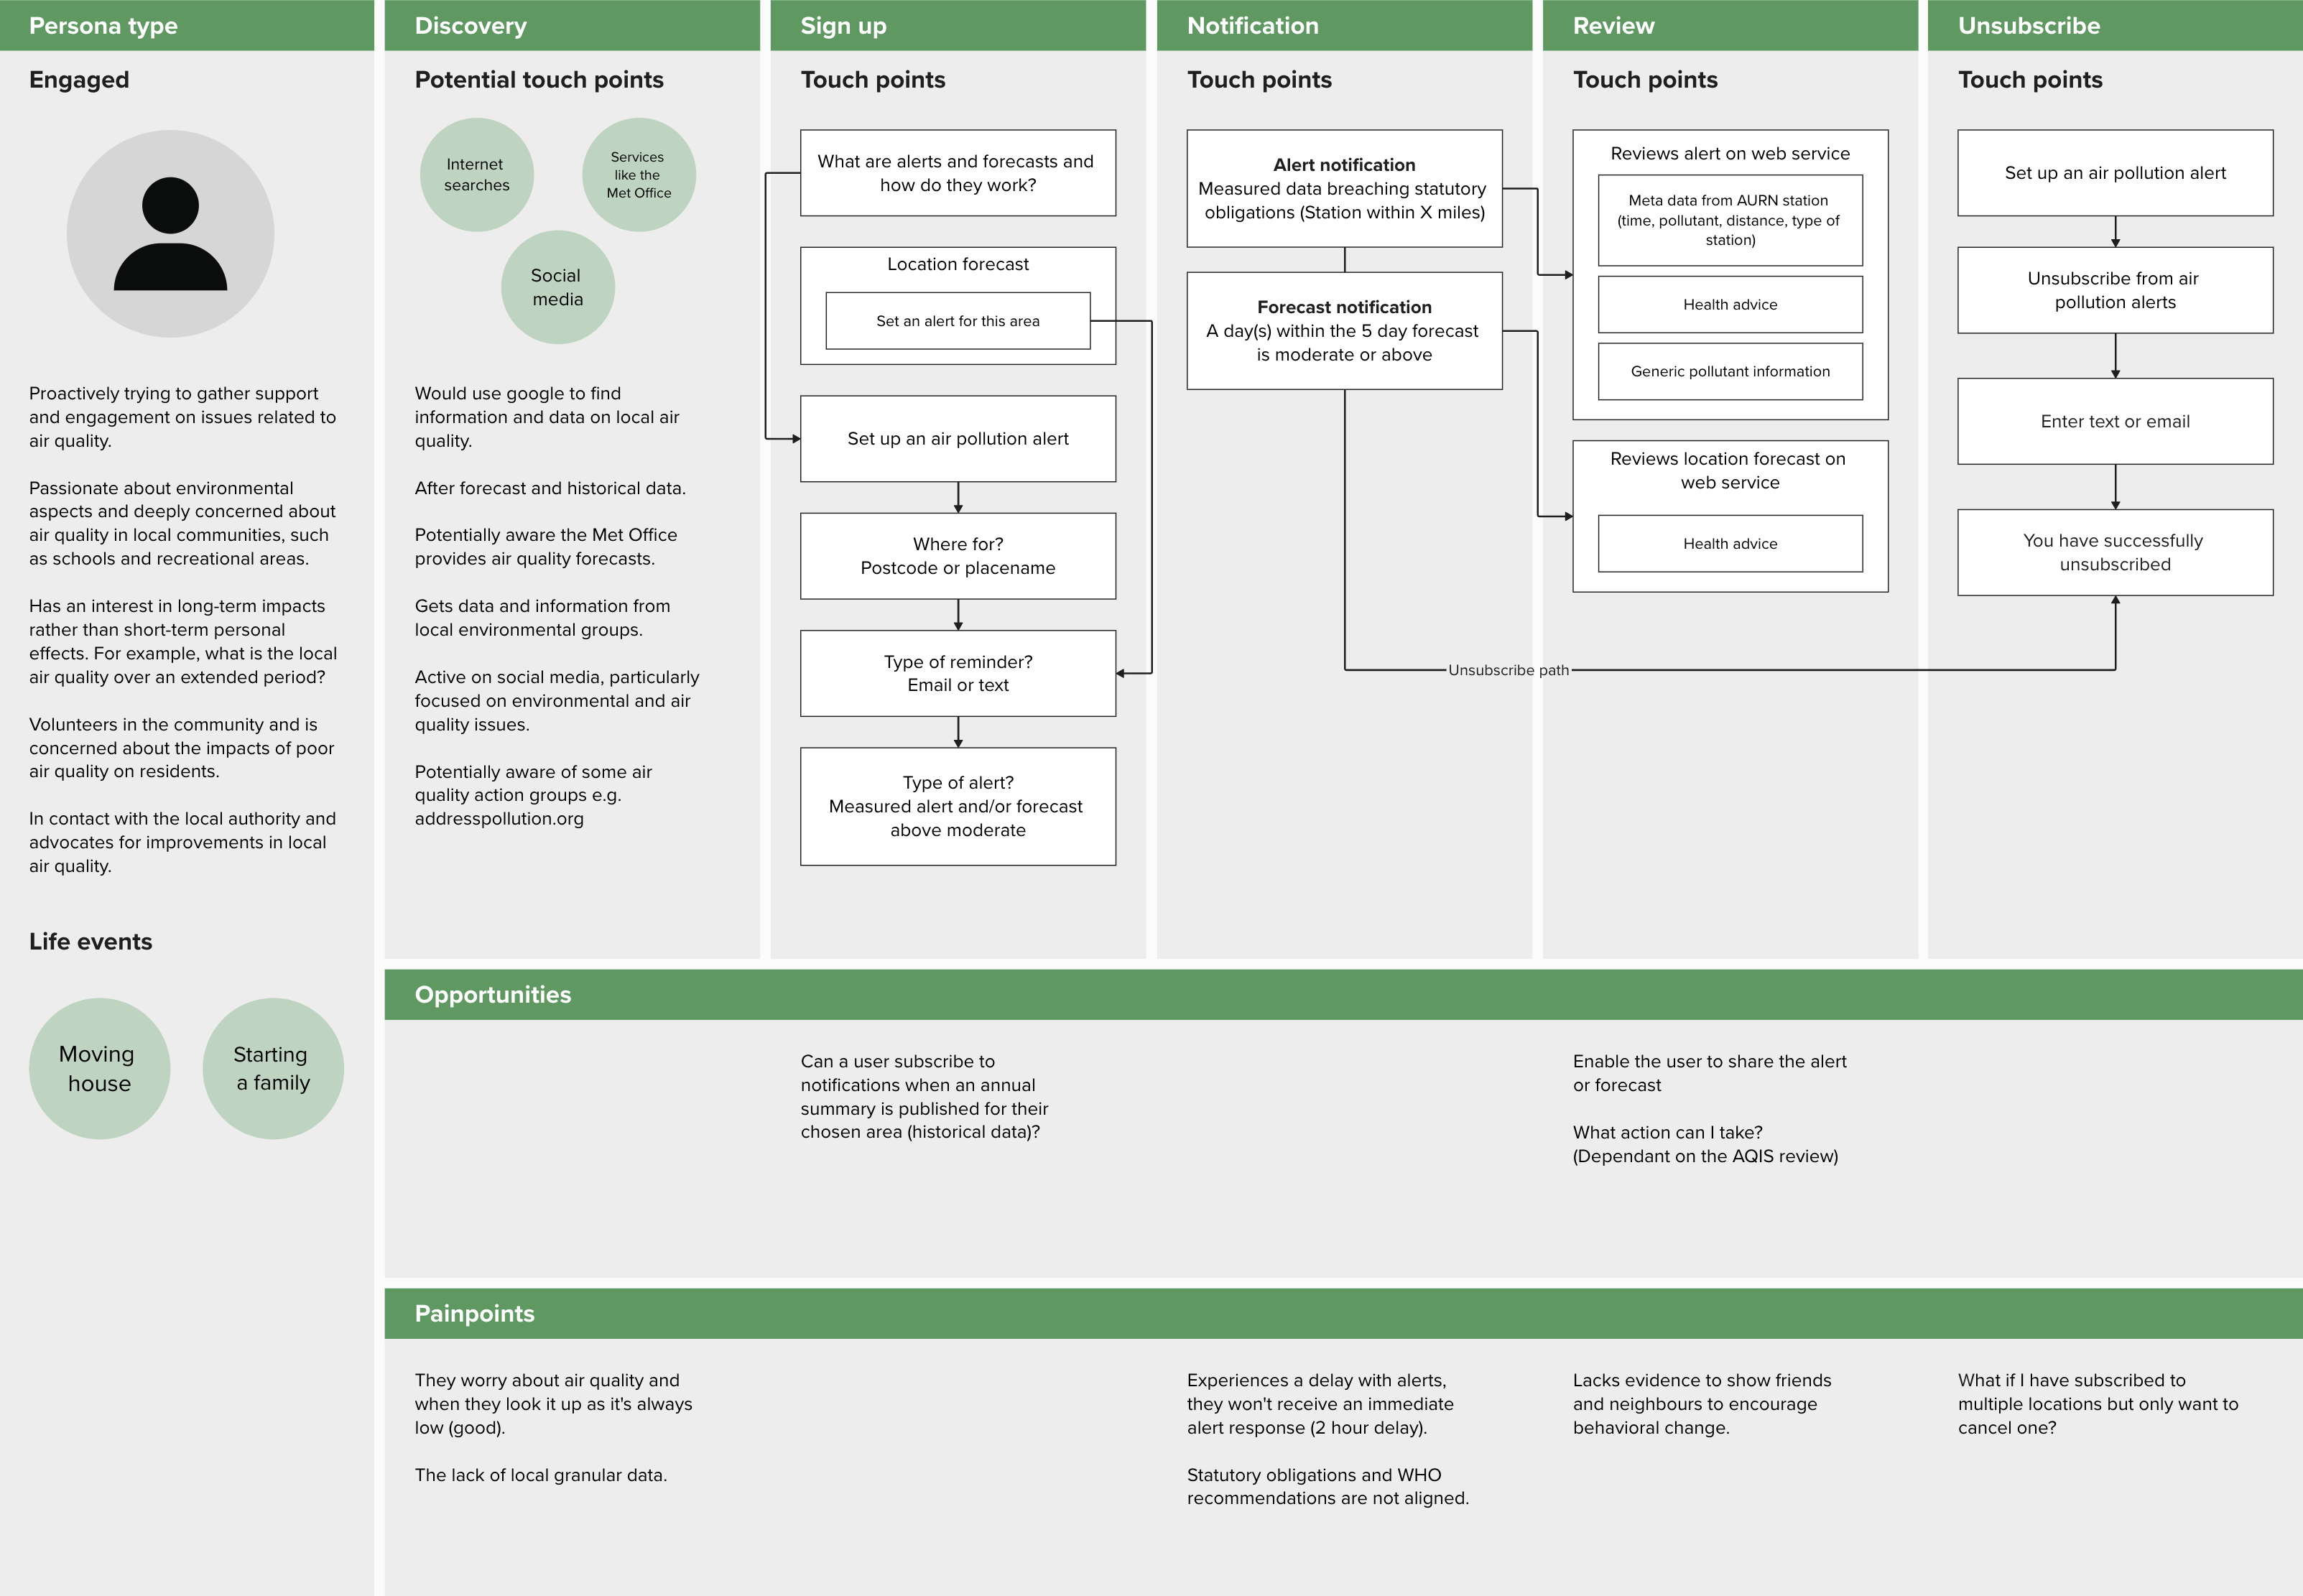 Persona type
Engaged
Proactively trying to gather support
and engagement on issues related to
air quality.
Passionate about environmental
aspects and deeply concerned about
air quality in local communities, such
as schools and recreational areas.
Has an interest in long-term impacts
rather than short-term personal
effects. For example, what is the local
air quality over an extended period?
Volunteers in the community and is
concerned about the impacts of poor
air quality on residents.
In contact with the local authority and
advocates for improvements in local
air quality.
Life events
Moving
house
Starting
a family
Discovery
Potential touch points
Internet
searches
Services
like the
Met Office
Social
media
Would use google to find
information and data on local air
quality.
After forecast and historical data.
Potentially aware the Met Office
provides air quality forecasts.
Gets data and information from
local environmental groups.
Active on social media, particularly
focused on environmental and air
quality issues.
Potentially aware of some air
quality action groups e.g.
addresspollution.org
Sign up
Touch points
What are alerts and forecasts and
how do they work?
Location forecast
Set an alert for this area
Set up an air pollution alert
Where for?
Postcode or placename
Type of reminder?
Email or text
Type of alert?
Measured alert and/or forecast
above moderate
Notification
Touch points
Alert notification
Measured data breaching statutory
obligations (Station within X miles)
Forecast notification
A day(s) within the 5 day forecast
is moderate or above
Unsubscribe path
Review
Touch points
Reviews alert on web service
Meta data from AURN station
(time, pollutant, distance, type of
station)
Health advice
Generic pollutant information
Reviews location forecast on
web service
Health advice
Unsubscribe
Touch points
Set up an air pollution alert
Unsubscribe from air
pollution alerts
Enter text or email
You have successfully
unsubscribed
Opportunities
Can a user subscribe to
notifications when an annual
summary is published for their
chosen area (historical data)?
Enable the user to share the alert
or forecast
What action can I take?
(Dependant on the AQIS review)
Painpoints
They worry about air quality and
when they look it up as it's always
low (good).
The lack of local granular data.
Experiences a delay with alerts,
they won't receive an immediate
alert response (2 hour delay).
Statutory obligations and WHO
recommendations are not aligned.
Lacks evidence to show friends
and neighbours to encourage
behavioral change.
What if I have subscribed to
multiple locations but only want to
cancel one?